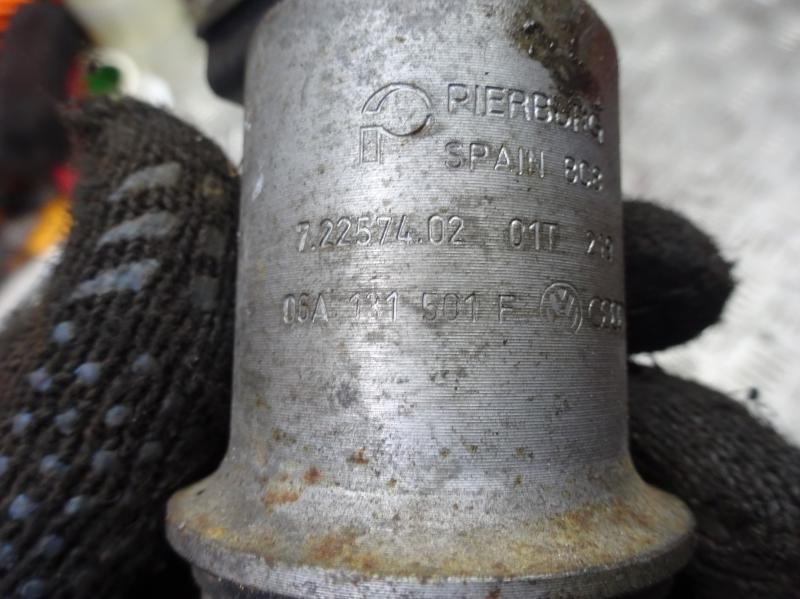 PIERBURG
SPAIN
7.22574.02 01T
06A 131 501 F